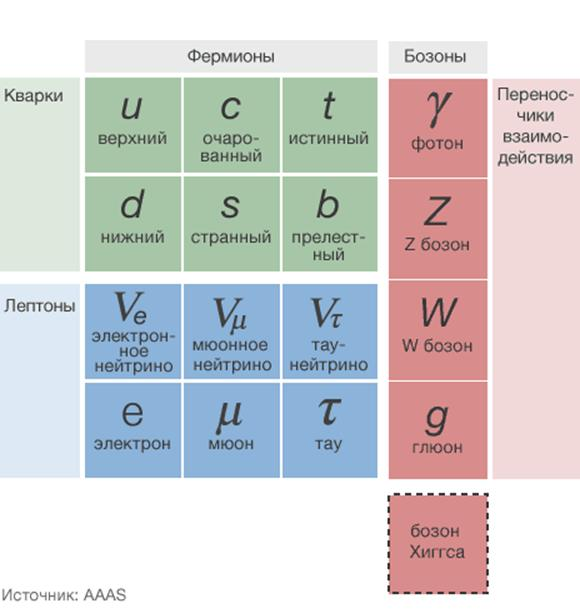 Фермионы
Бозоны
Кварки
u
верхний
c
очаро-
ванный
t
истинный
γ
фотон
Перенос-
чики
взаимо-
действия
d
нижний
s
странный
b
прелест-
ный
Z
Z бозон
Лептоны
Ve
электрон-
ное
нейтрино
Vμ
мюонное
нейтрино
Vτ
тау-
нейтрино
W
W бозон
e
электрон
μ
мюон
τ
тау
g
глюон
бозон
Хиггса
Источник: AAAS